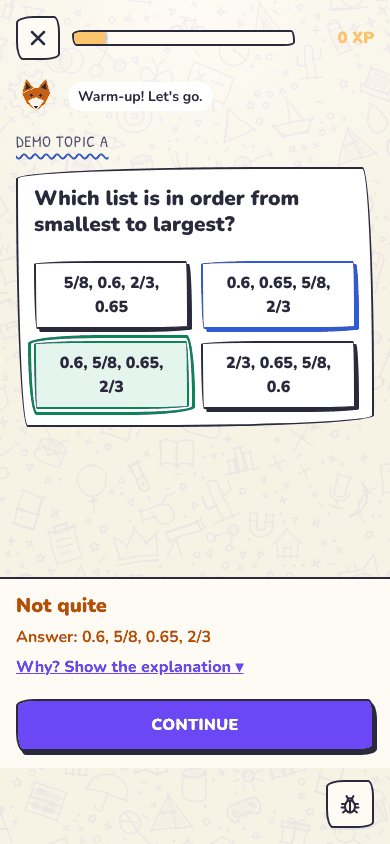 0 XP
Warm-up! Let's go.
DEMO TOPIC A
Which list is in order from
smallest to largest?
5/8, 0.6, 2/3,
0.65
0.6, 0.65, 5/8,
2/3
0.6, 5/8, 0.65,
2/3
2/3, 0.65, 5/8,
0.6
Not quite
Answer: 0.6, 5/8, 0.65, 2/3
Why? Show the explanation ▾
CONTINUE